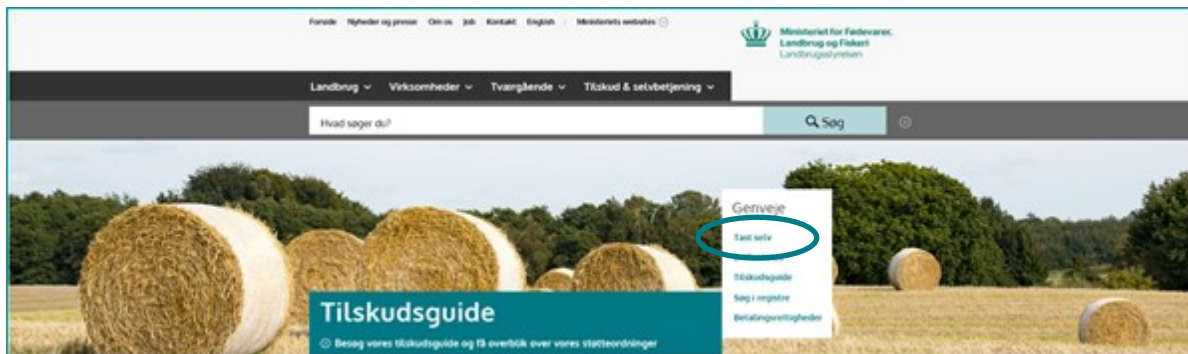 Forside Nyheder og presse Om os Job Kontakt English Ministeriets websites
Ministeriet for Fødevarer,
Landbrug og Fiskeri
Landbrugsstyrelsen
Landbrug Virksomheder Tværgående Tilskud & selvbetjening
Hvad søger du? Søg
Genveje
Tast selv
Tilskudsguide
Søg i registre
Betalingsrettigheder
Tilskudsguide
Besøg vores tilskudsguide og få overblik over vores støtteordninger